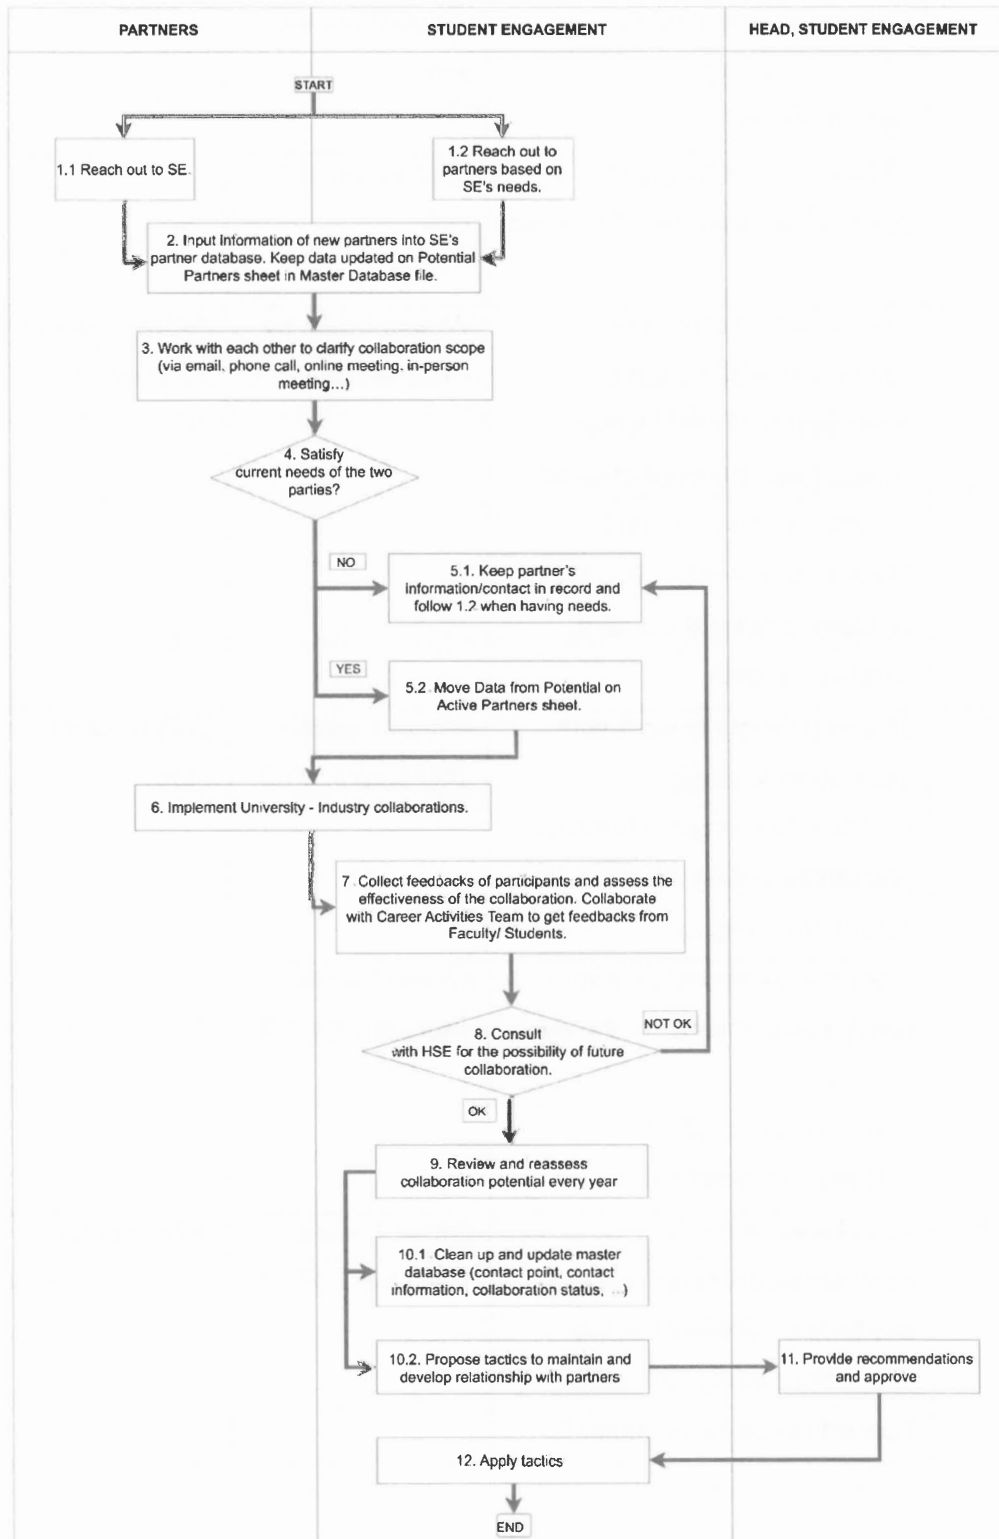 PARTNERS
STUDENT ENGAGEMENT
HEAD, STUDENT ENGAGEMENT
START
1.1 Reach out to SE.
1.2 Reach out to
partners based on
SE's needs.
2. Input Information of new partners into SE's
partner database. Keep data updated on Potential
Partners sheet in Master Database file.
3. Work with each other to clarify collaboration scope
(via email, phone call, online meeting, in-person
meeting...)
4. Satisfy
current needs of the two
parties?
NO
5.1. Keep partner's
information/contact in record and
follow 1.2 when having needs.
YES
5.2. Move Data from Potential on
Active Partners sheet.
6. Implement University - Industry collaborations.
7. Collect feedbacks of participants and assess the
effectiveness of the collaboration. Collaborate
with Career Activities Team to get feedbacks from
Faculty/ Students.
8. Consult
with HSE for the possibility of future
collaboration.
NOT OK
OK
9. Review and reassess
collaboration potential every year
10.1 Clean up and update master
database (contact point, contact
information, collaboration status, ...)
10.2. Propose tactics to maintain and
develop relationship with partners
11. Provide recommendations
and approve
12. Apply tactics
END